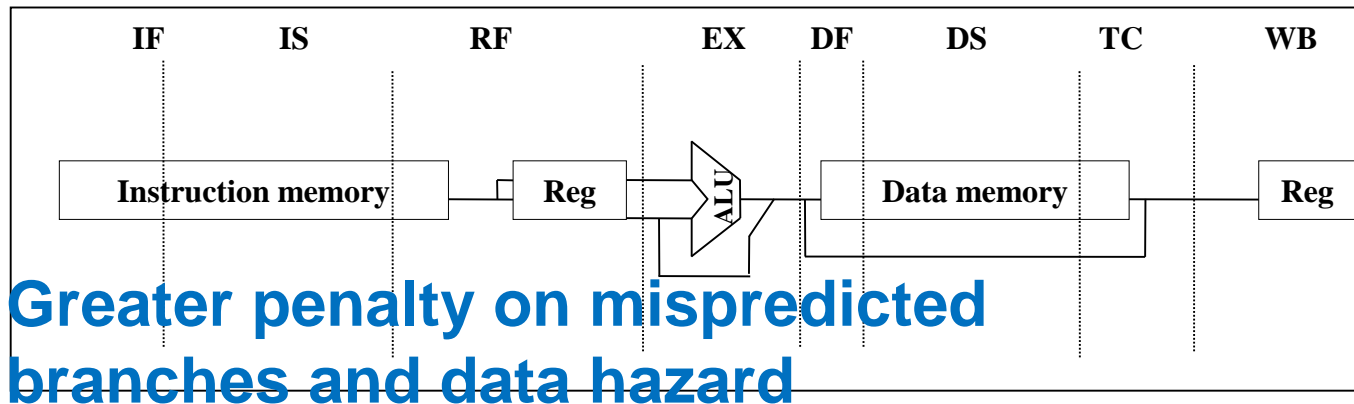 IF IS RF EX DF DS TC WB
Instruction memory Reg ALU Data memory Reg
Greater penalty on mispredicted
branches and data hazard